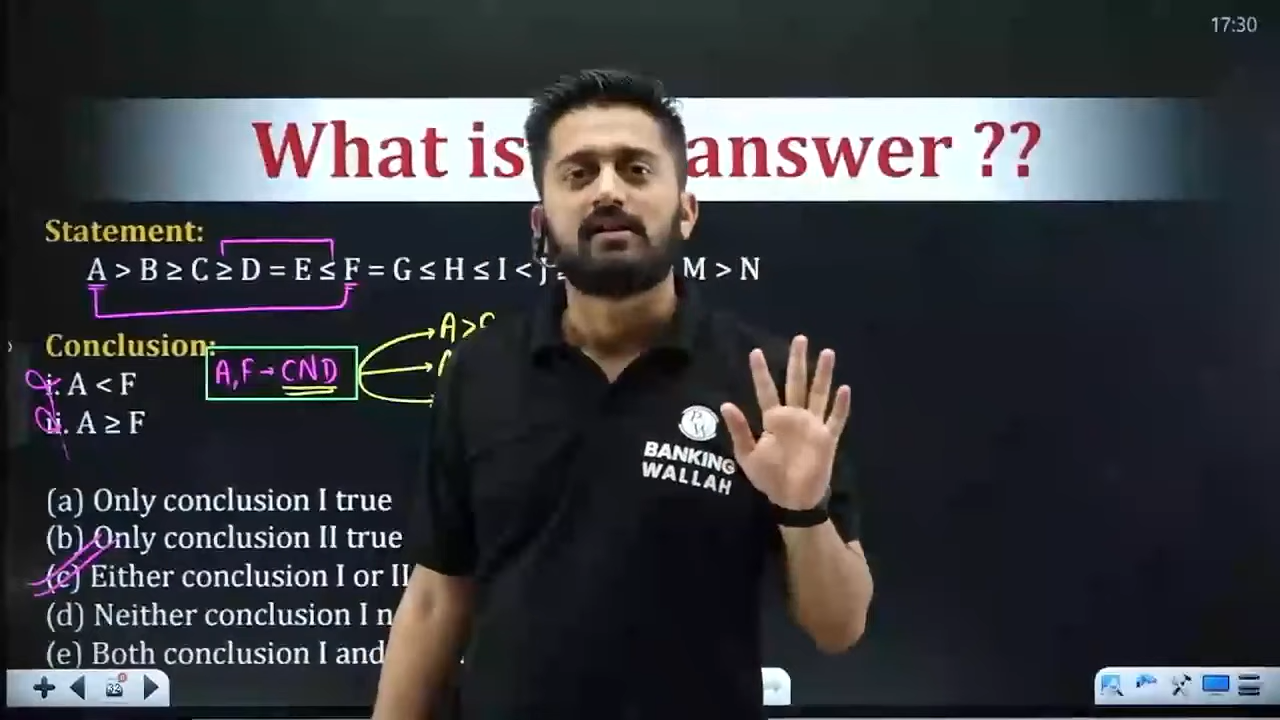 17:30
What is answer ??
Statement:
A > B ≥ C ≥ D = E ≤ F = G ≤ H ≤ I < j M > N
Conclusion:
A, F → CND
A >
i. A < F
ii. A ≥ F
(a) Only conclusion I true
(b) Only conclusion II true
(c) Either conclusion I or II
(d) Neither conclusion I
(e) Both conclusion I and
BANKING
WALLAH
32